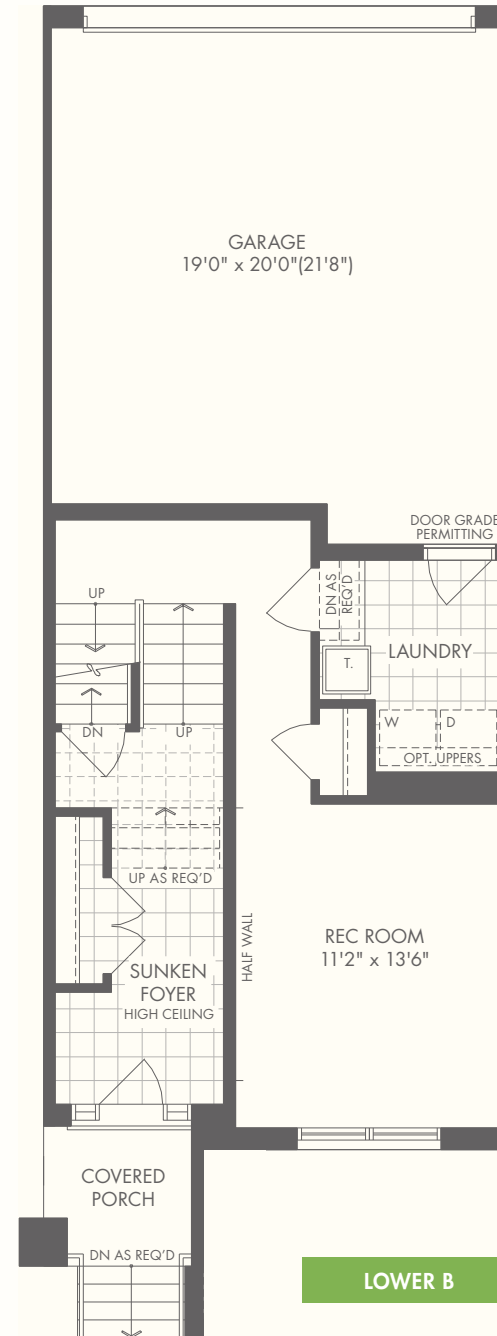 GARAGE
19'0" x 20'0"(21'8")
DOOR GRADE
PERMITTING
DN AS
REQ'D
UP
LAUNDRY
T.
W
D
DN
UP
OPT. UPPERS
UP AS REQ'D
HALF WALL
REC ROOM
11'2" x 13'6"
SUNKEN
FOYER
HIGH CEILING
COVERED
PORCH
DN AS REQ'D
LOWER B